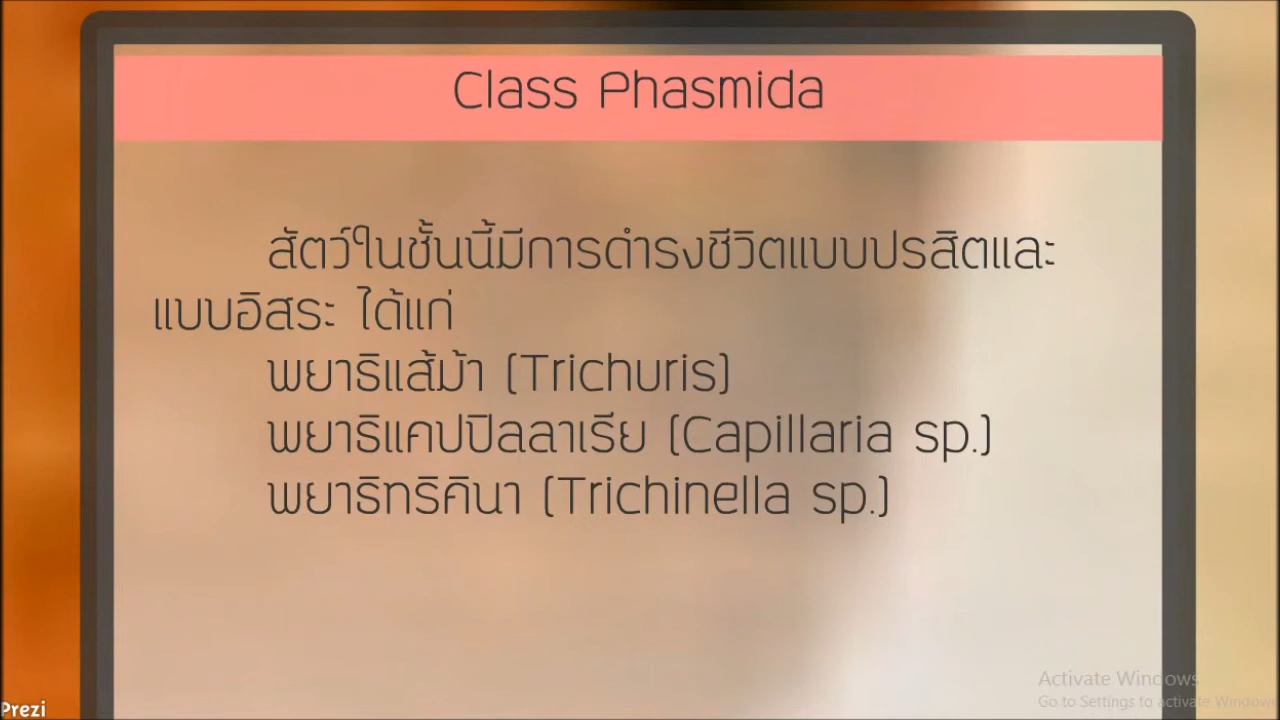 Class Phasmida
สัตว์ในชั้นนี้มีการดำรงชีวิตแบบปรสิตและ
แบบอิสระ ได้แก่
พยาธิแส้ม้า (Trichuris)
พยาธิแคปปิลลาเรีย (Capillaria sp.)
พยาธิทริคินา (Trichinella sp.)
Activate Windows
Go to Settings to activate Windows
Prezi